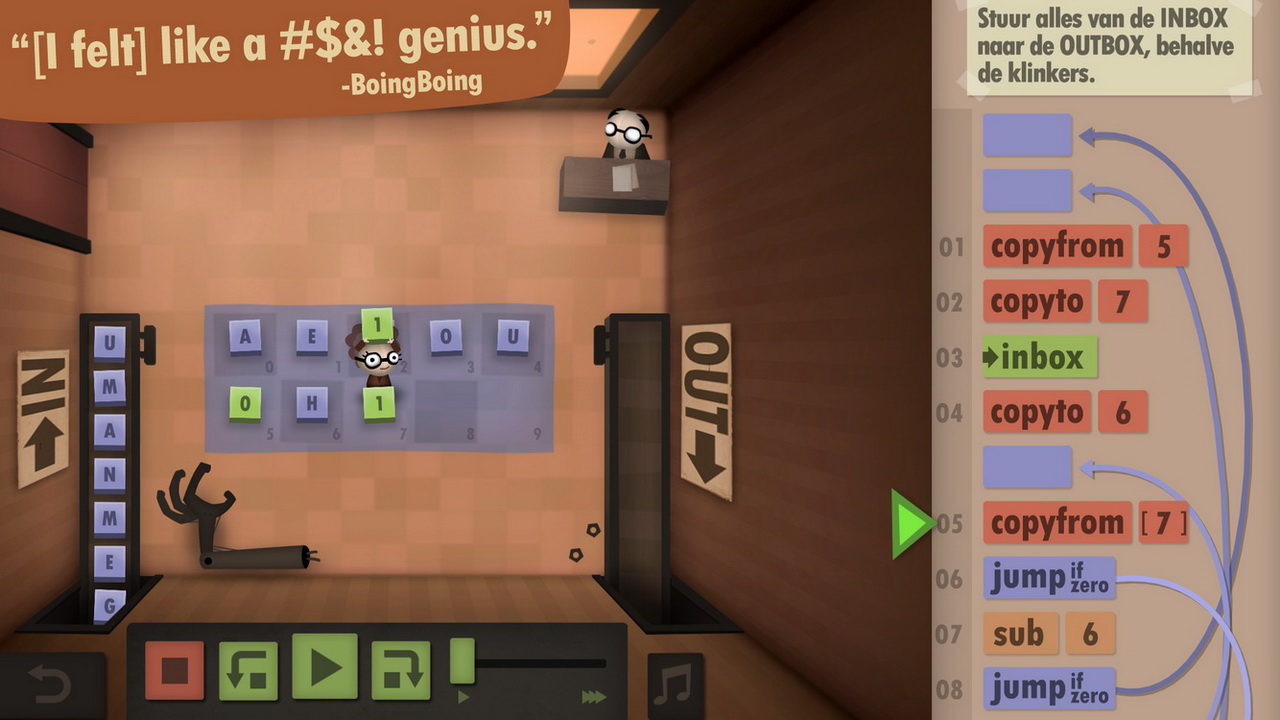 “[I felt] like a #$&! genius.”
-BoingBoing
Stuur alles van de INBOX
naar de OUTBOX, behalve
de klinkers.
01 copyfrom 5
02 copyto 7
03 inbox
04 copyto 6
05 copyfrom [ 7 ]
06 jump if zero
07 sub 6
08 jump if zero
IN
U
M
A
N
M
E
G
1
A E O U
0 1 2 3 4
0 H 1
5 6 7 8 9
OUT